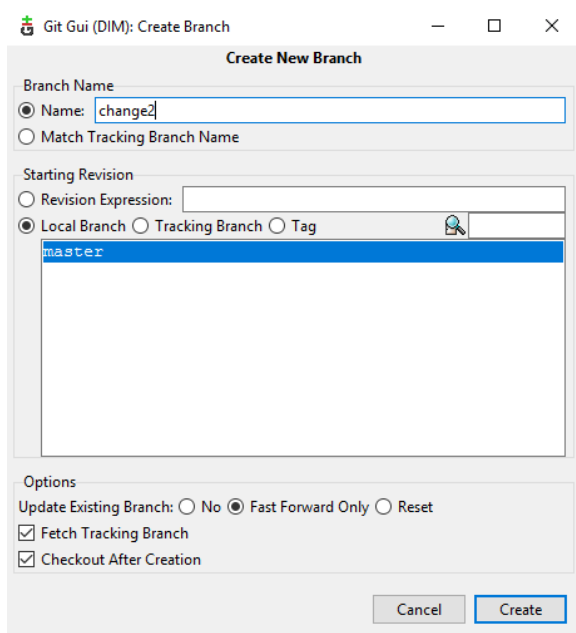 Git Gui (DIM): Create Branch
Create New Branch
Branch Name
Name: change2
Match Tracking Branch Name
Starting Revision
Revision Expression:
Local Branch Tracking Branch Tag
master
Options
Update Existing Branch: No Fast Forward Only Reset
Fetch Tracking Branch
Checkout After Creation
Cancel Create